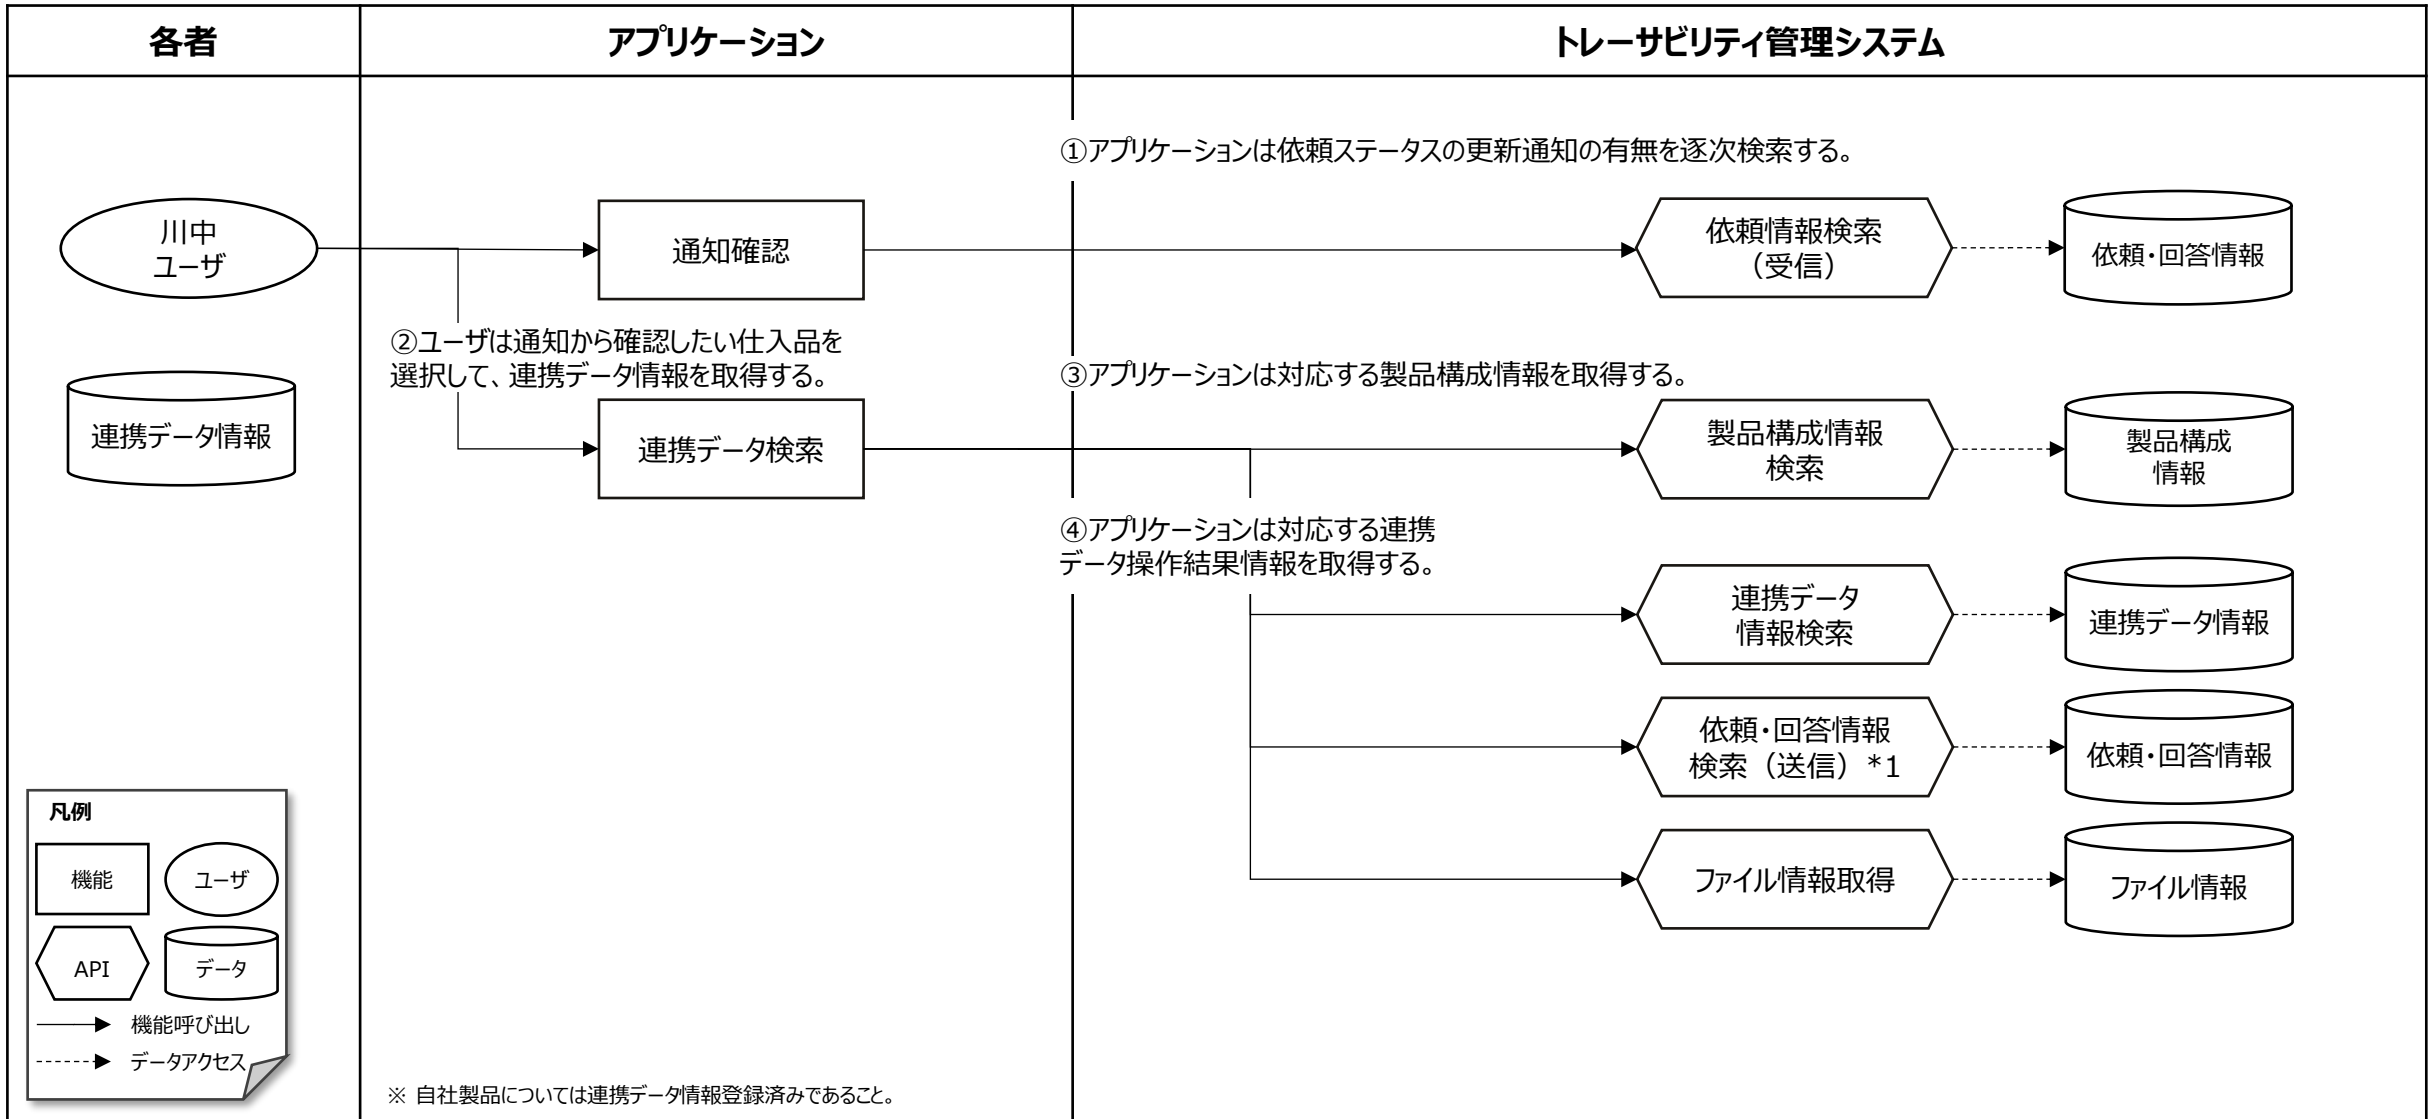 各者
アプリケーション
トレーサビリティ管理システム
①アプリケーションは依頼ステータスの更新通知の有無を逐次検索する。
川中
ユーザ
通知確認
依頼情報検索
（受信）
依頼・回答情報
②ユーザは通知から確認したい仕入品を
選択して、連携データ情報を取得する。
③アプリケーションは対応する製品構成情報を取得する。
連携データ情報
連携データ検索
製品構成情報
検索
製品構成
情報
④アプリケーションは対応する連携
データ操作結果情報を取得する。
連携データ
情報検索
連携データ情報
依頼・回答情報
検索（送信）*1
依頼・回答情報
ファイル情報取得
ファイル情報
凡例
機能
ユーザ
API
データ
機能呼び出し
データアクセス
※ 自社製品については連携データ情報登録済みであること。